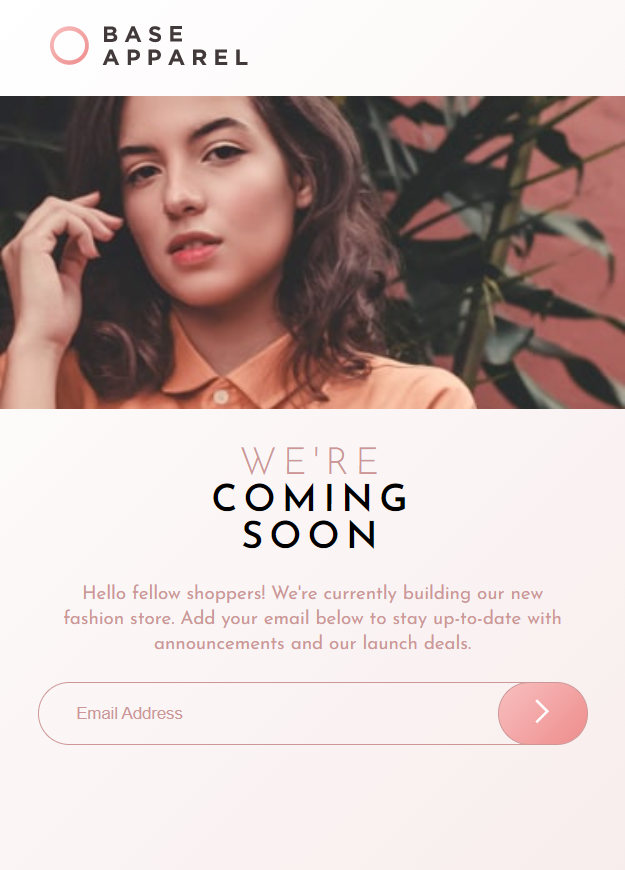 BASE
APPAREL
WE'RE
COMING
SOON
Hello fellow shoppers! We're currently building our new
fashion store. Add your email below to stay up-to-date with
announcements and our launch deals.
Email Address